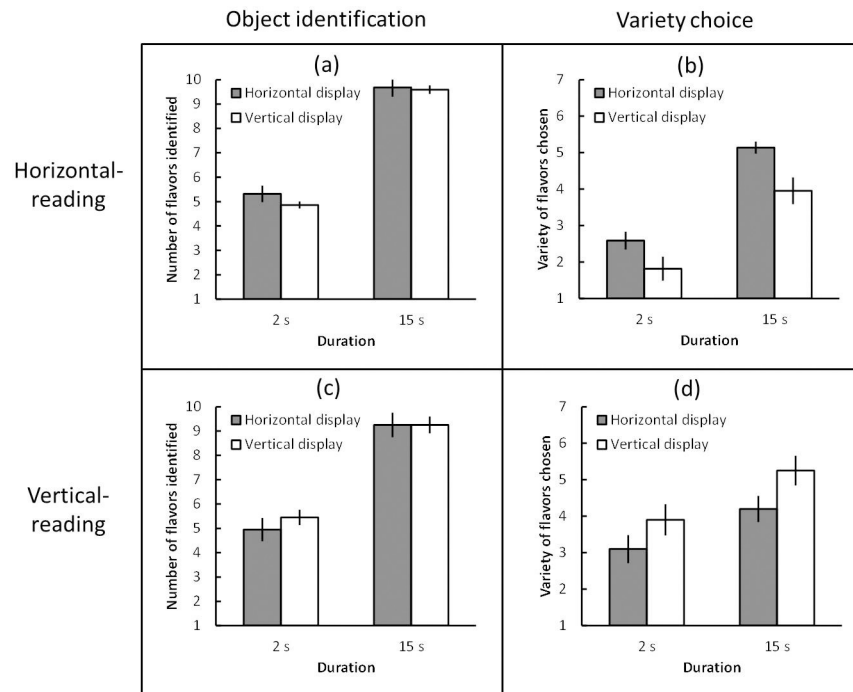 Object identification
Variety choice
Horizontal-
reading
(a)
Number of flavors identified
10
9
8
7
6
5
4
3
2
1
Horizontal display
Vertical display
2 s
15 s
Duration
(b)
Variety of flavors chosen
7
6
5
4
3
2
1
Horizontal display
Vertical display
2 s
15 s
Duration
Vertical-
reading
(c)
Number of flavors identified
10
9
8
7
6
5
4
3
2
1
Horizontal display
Vertical display
2 s
15 s
Duration
(d)
Variety of flavors chosen
7
6
5
4
3
2
1
Horizontal display
Vertical display
2 s
15 s
Duration